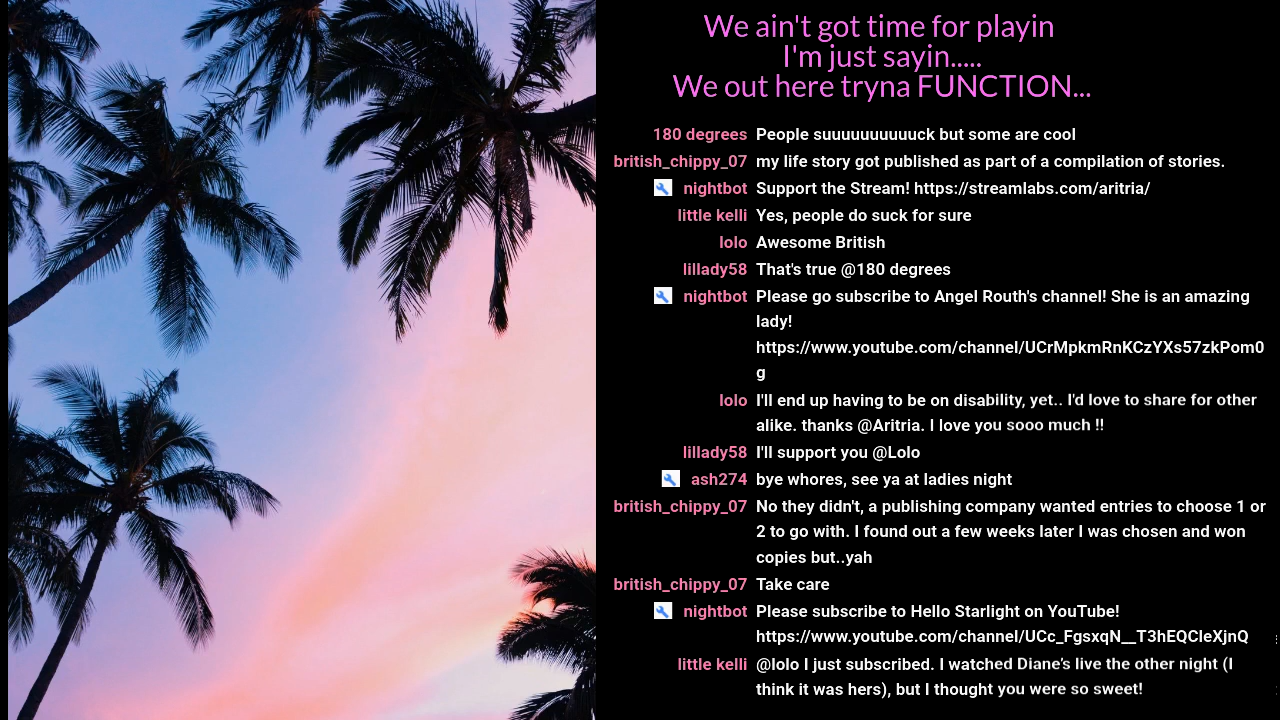 We ain't got time for playin
I'm just sayin.....
We out here tryna FUNCTION...
180 degrees People suuuuuuuuuuck but some are cool
british_chippy_07 my life story got published as part of a compilation of stories.
nightbot Support the Stream! https://streamlabs.com/aritria/
little kelli Yes, people do suck for sure
lolo Awesome British
lillady58 That's true @180 degrees
nightbot Please go subscribe to Angel Routh's channel! She is an amazing
lady!
https://www.youtube.com/channel/UCrMpkmRnKCzYXs57zkPom0
g
lolo I'll end up having to be on disability, yet.. I'd love to share for other
alike. thanks @Aritria. I love you sooo much !!
lillady58 I'll support you @Lolo
ash274 bye whores, see ya at ladies night
british_chippy_07 No they didn't, a publishing company wanted entries to choose 1 or
2 to go with. I found out a few weeks later I was chosen and won
copies but..yah
british_chippy_07 Take care
nightbot Please subscribe to Hello Starlight on YouTube!
https://www.youtube.com/channel/UCc_FgsxqN__T3hEQCIeXjnQ
little kelli @lolo I just subscribed. I watched Diane’s live the other night (I
think it was hers), but I thought you were so sweet!